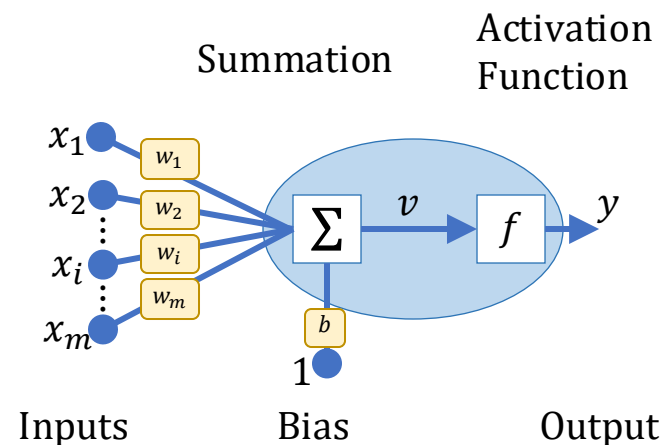 Activation
Function
Summation
x₁
w₁
x₂
w₂
xᵢ
wᵢ
xₘ
wₘ
Σ
v
f
y
b
1
Inputs
Bias
Output